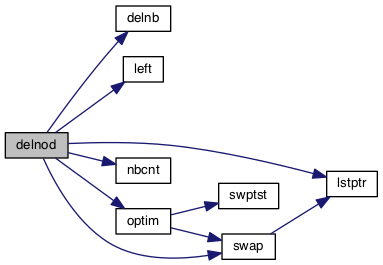 delnb
left
delnod
nbcnt
lstptr
swptst
optim
swap